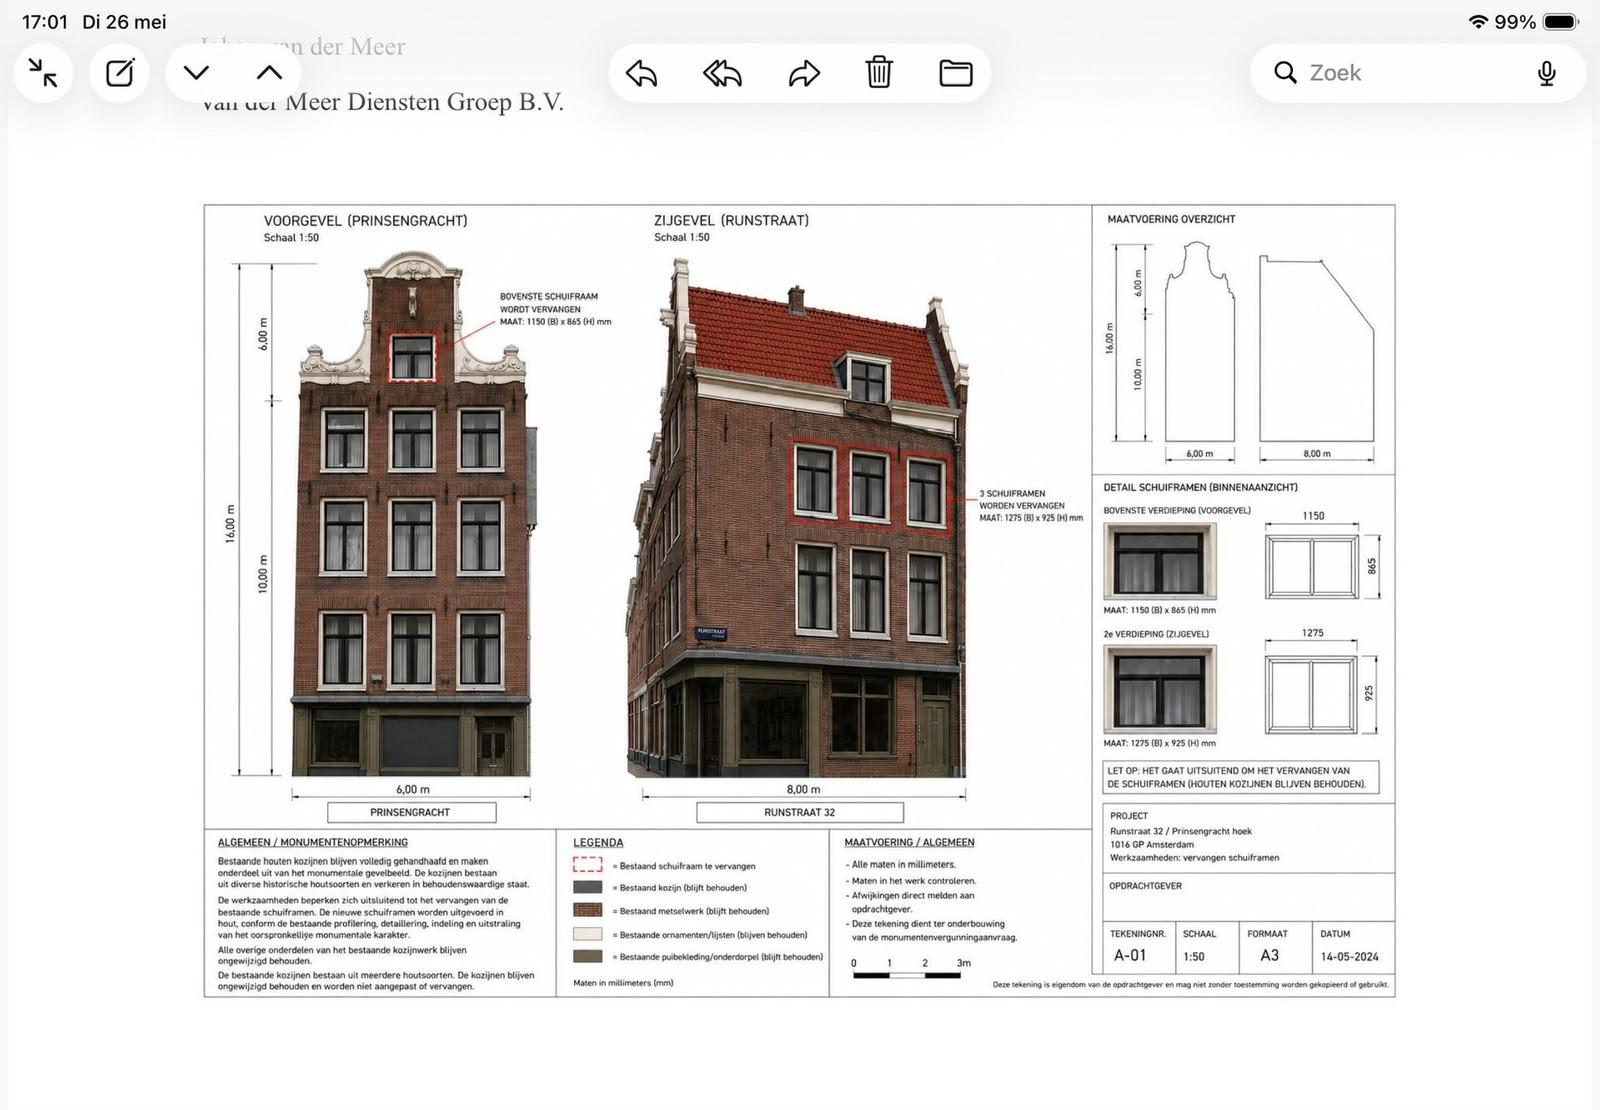 17:01 Di 26 mei
99%
van der Meer
Zoek
Van der Meer Diensten Groep B.V.
VOORGEVEL (PRINSENGRACHT)
Schaal 1:50
6,00 m
16,00 m
10,00 m
BOVENSTE SCHUIFRAAM
WORDT VERVANGEN
MAAT: 1150 (B) x 865 (H) mm
6,00 m
PRINSENGRACHT
ZIJGEVEL (RUNSTRAAT)
Schaal 1:50
3 SCHUIFRAMEN
WORDEN VERVANGEN
MAAT: 1275 (B) x 925 (H) mm
RUNSTRAAT
8,00 m
RUNSTRAAT 32
MAATVOERING OVERZICHT
6,00 m
16,00 m
10,00 m
6,00 m
8,00 m
DETAIL SCHUIFRAMEN (BINNENAANZICHT)
BOVENSTE VERDIEPING (VOORGEVEL)
1150
865
MAAT: 1150 (B) x 865 (H) mm
2e VERDIEPING (ZIJGEVEL)
1275
925
MAAT: 1275 (B) x 925 (H) mm
LET OP: HET GAAT UITSUITEND OM HET VERVANGEN VAN
DE SCHUIFRAMEN (HOUTEN KOZIJNEN BLIJVEN BEHOUDEN).
PROJECT
Runstraat 32 / Prinsengracht hoek
1016 GP Amsterdam
Werkzaamheden: vervangen schuiframen
OPDRACHTGEVER
TEKENINGNR.
A-01
SCHAAL
1:50
FORMAAT
A3
DATUM
14-05-2024
ALGEMEEN / MONUMENTENOPMERKING
Bestaande houten kozijnen blijven volledig gehandhaafd en maken
onderdeel uit van het monumentale gevelbeeld. De kozijnen bestaan
uit diverse historische houtsoorten en verkeren in behoudenswaardige staat.
De werkzaamheden beperken zich uitsluitend tot het vervangen van de
bestaande schuiframen. De nieuwe schuiframen worden uitgevoerd in
hout, conform de bestaande profilering, detaillering, indeling en uitstraling
van het oorspronkelijke monumentale karakter.
Alle overige onderdelen van het bestaande kozijnwerk blijven
ongewijzigd behouden.
De bestaande kozijnen bestaan uit meerdere houtsoorten. De kozijnen blijven
ongewijzigd behouden en worden niet aangepast of vervangen.
LEGENDA
= Bestaand schuifraam te vervangen
= Bestaand kozijn (blijft behouden)
= Bestaand metselwerk (blijft behouden)
= Bestaande ornamenten/lijsten (blijven behouden)
= Bestaande puibekleding/onderdorpel (blijft behouden)
Maten in millimeters (mm)
MAATVOERING / ALGEMEEN
- Alle maten in millimeters.
- Maten in het werk controleren.
- Afwijkingen direct melden aan
opdrachtgever.
- Deze tekening dient ter onderbouwing
van de monumentenvergunningaanvraag.
0 1 2 3m
Deze tekening is eigendom van de opdrachtgever en mag niet zonder toestemming worden gekopieerd of gebruikt.